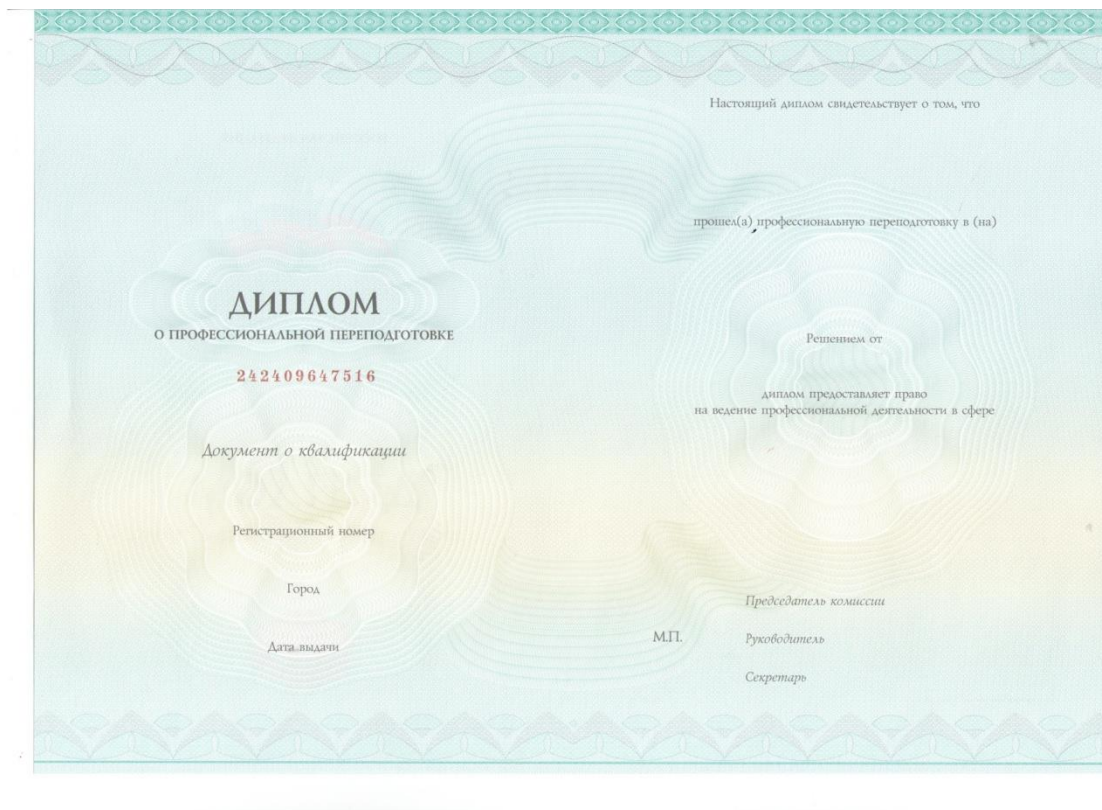 ДИПЛОМ
О ПРОФЕССИОНАЛЬНОЙ ПЕРЕПОДГОТОВКЕ
242409647516
Документ о квалификации
Регистрационный номер
Город
Дата выдачи
Настоящий диплом свидетельствует о том, что
прошел(а) профессиональную переподготовку в (на)
Решением от
диплом предоставляет право
на ведение профессиональной деятельности в сфере
Председатель комиссии
М.П.
Руководитель
Секретарь